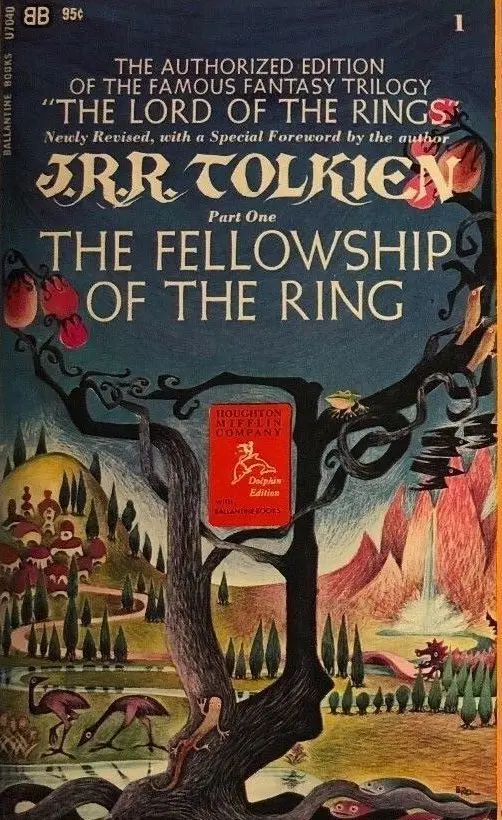 BALLANTINE BOOKS U7040
BB 95¢
1
THE AUTHORIZED EDITION
OF THE FAMOUS FANTASY TRILOGY
"THE LORD OF THE RINGS"
Newly Revised, with a Special Foreword by the author
J.R.R. TOLKIEN
Part One
THE FELLOWSHIP
OF THE RING
HOUGHTON
MIFFLIN
COMPANY
Dolphin
Edition
WITH
BALLANTINE BOOKS